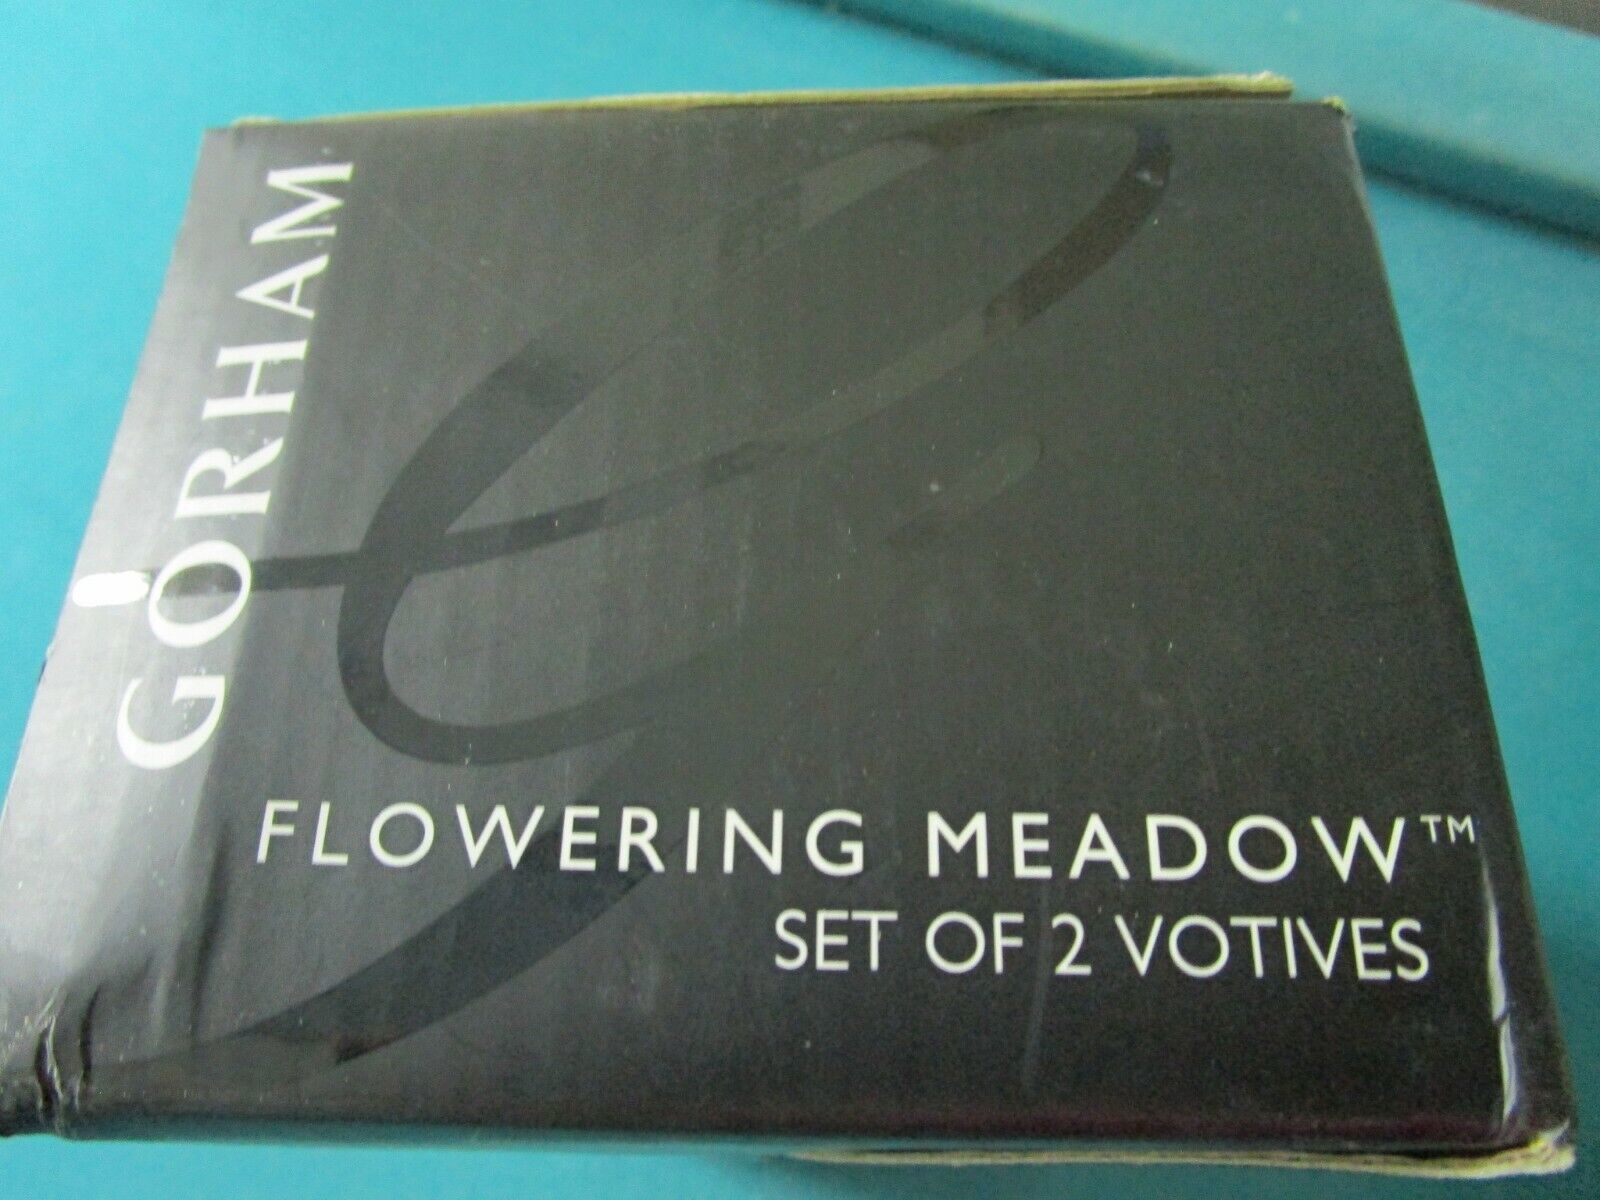 GORHAM
FLOWERING MEADOW™
SET OF 2 VOTIVES